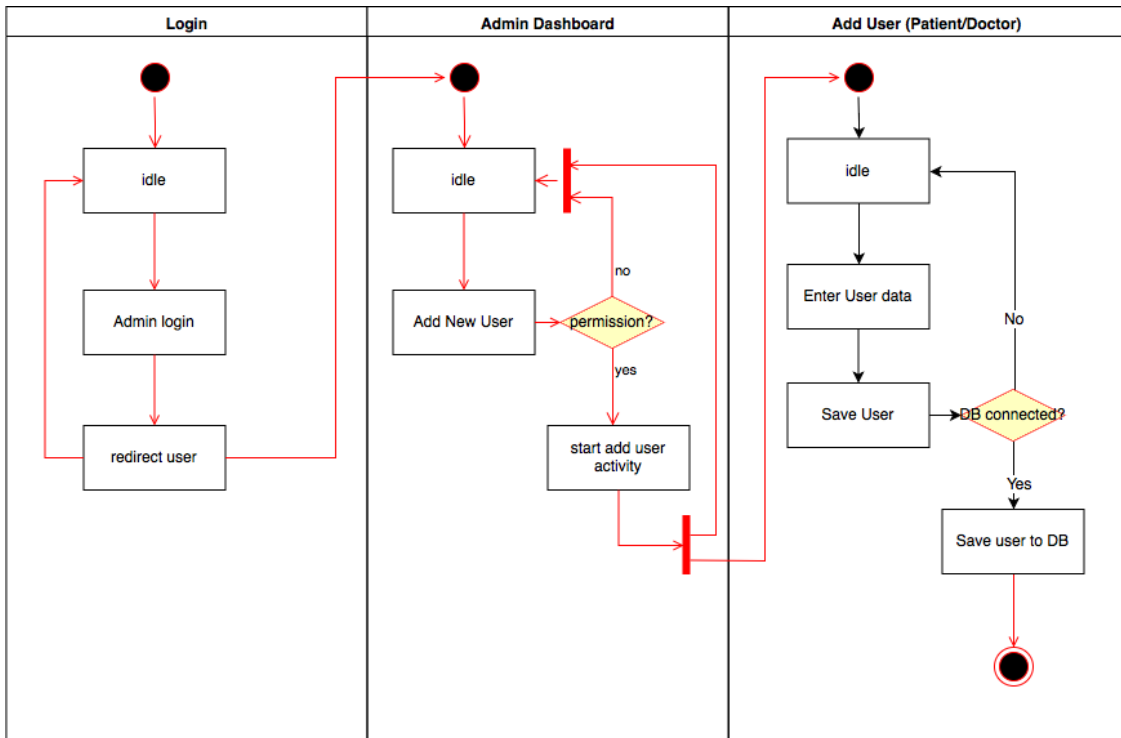 Login
Admin Dashboard
Add User (Patient/Doctor)
idle
Admin login
redirect user
idle
Add New User
permission?
no
yes
start add user
activity
idle
Enter User data
Save User
DB connected?
No
Yes
Save user to DB